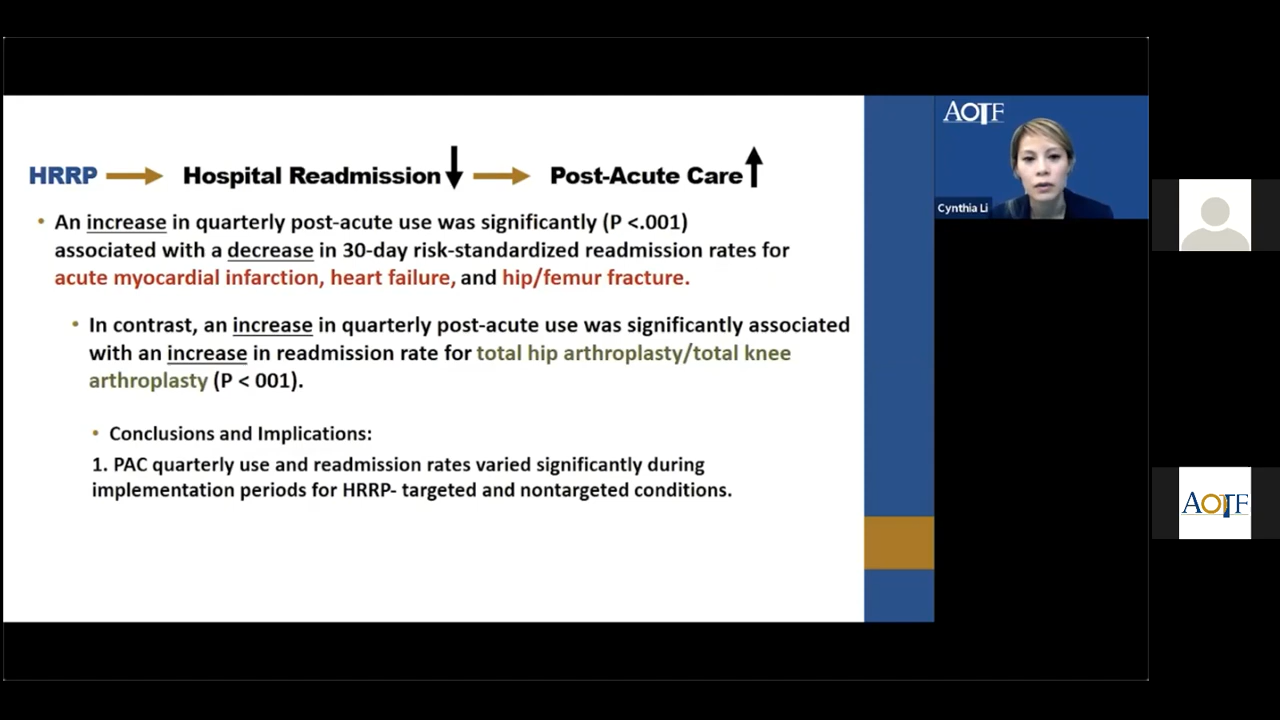 HRRP Hospital Readmission Post-Acute Care
• An increase in quarterly post-acute use was significantly (P <.001)
associated with a decrease in 30-day risk-standardized readmission rates for
acute myocardial infarction, heart failure, and hip/femur fracture.
• In contrast, an increase in quarterly post-acute use was significantly associated
with an increase in readmission rate for total hip arthroplasty/total knee
arthroplasty (P < 001).
• Conclusions and Implications:
1. PAC quarterly use and readmission rates varied significantly during
implementation periods for HRRP- targeted and nontargeted conditions.
AOTF
Cynthia Li
AOTF